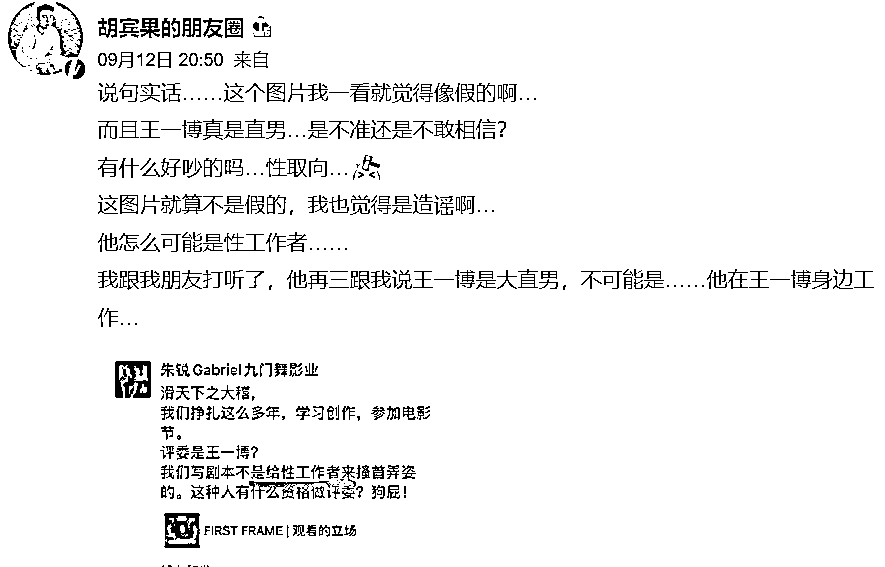 胡宾果的朋友圈
09月12日 20:50 来自
说句实话......这个图片我一看就觉得像假的啊...
而且王一博真是直男...是不准还是不敢相信？
有什么好吵的吗...性取向...
这图片就算不是假的，我也觉得是造谣啊...
他怎么可能是性工作者......
我跟我朋友打听了，他再三跟我说王一博是大直男，不可能是......他在王一博身边工
作...
朱锐Gabriel九门舞影业
滑天下之大稽，
我们挣扎这么多年，学习创作，参加电影
节。
评委是王一博？
我们写剧本不是给性工作者来搔首弄姿
的。这种人有什么资格做评委？狗屁！
FIRST FRAME | 观看的立场